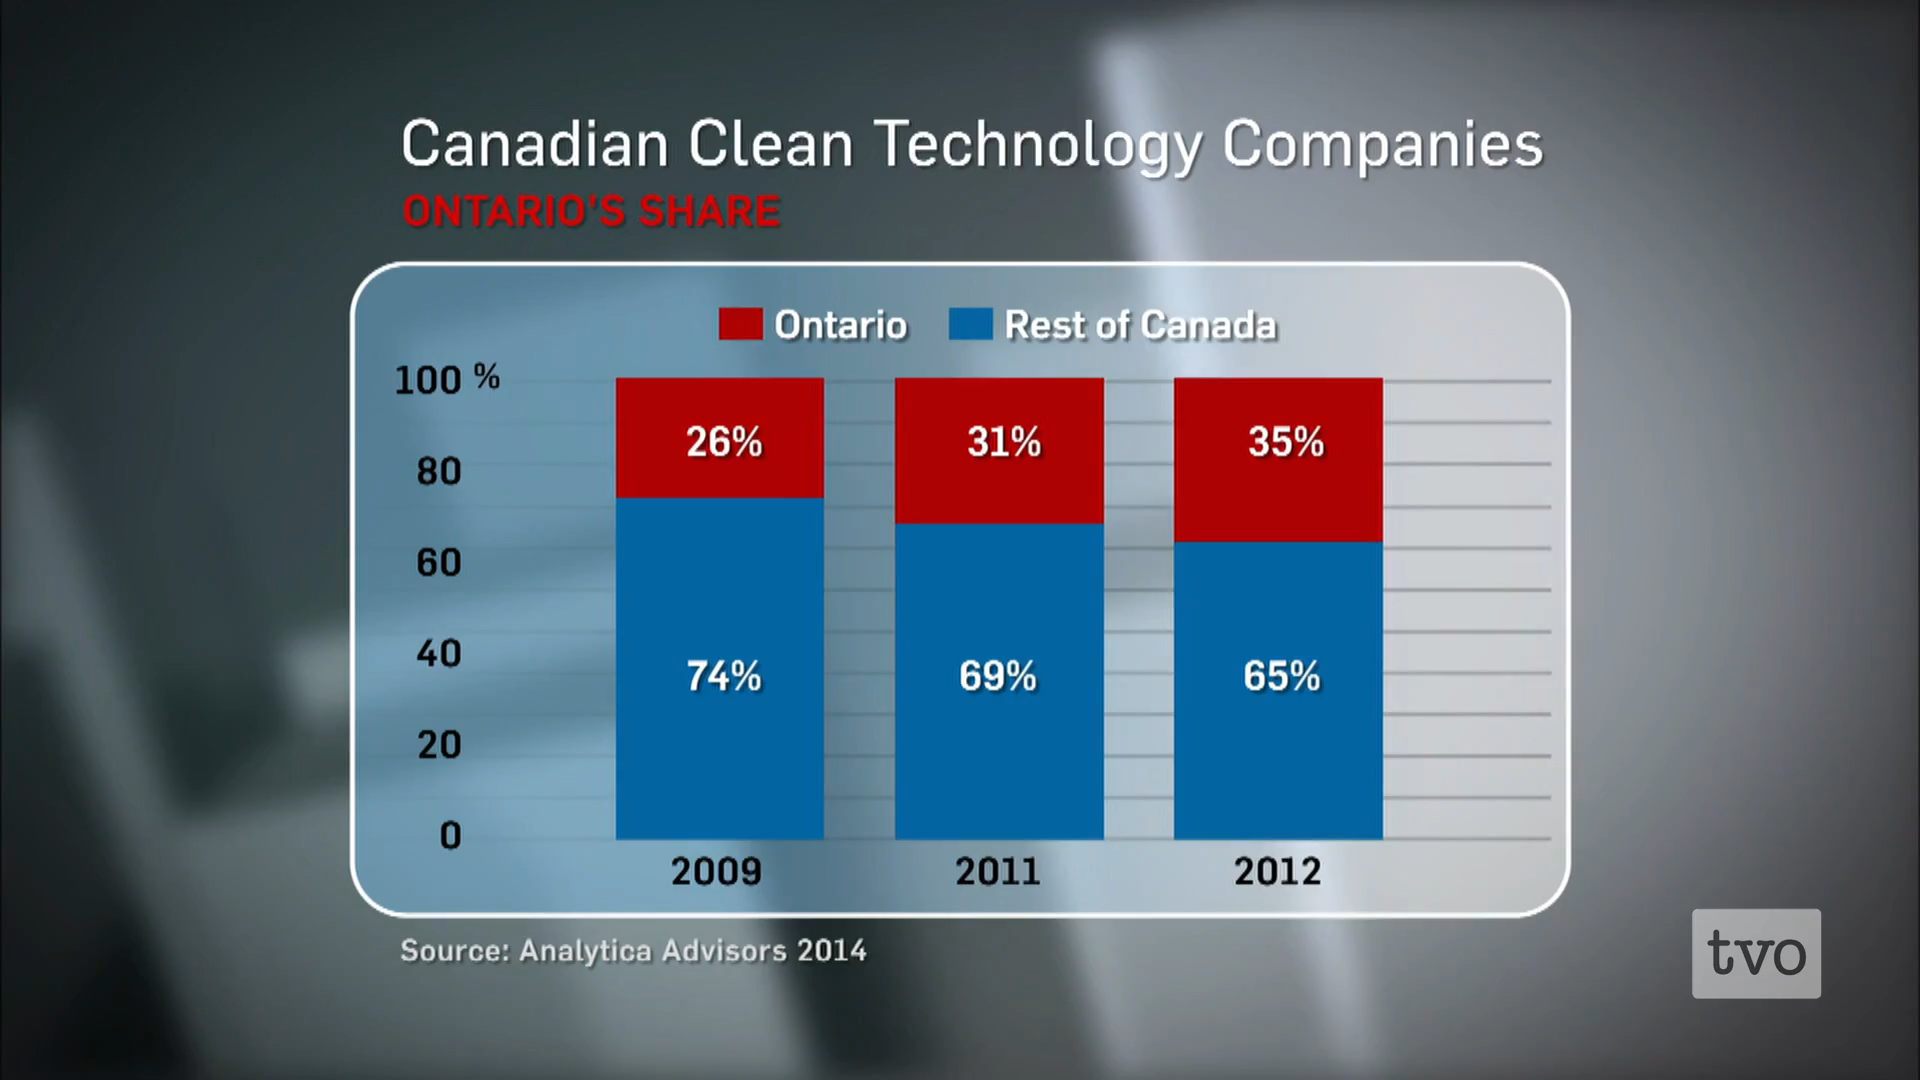 Canadian Clean Technology Companies
ONTARIO'S SHARE
Ontario
Rest of Canada
100 %
80
60
40
20
0
26%
31%
35%
74%
69%
65%
2009
2011
2012
Source: Analytica Advisors 2014
tvo